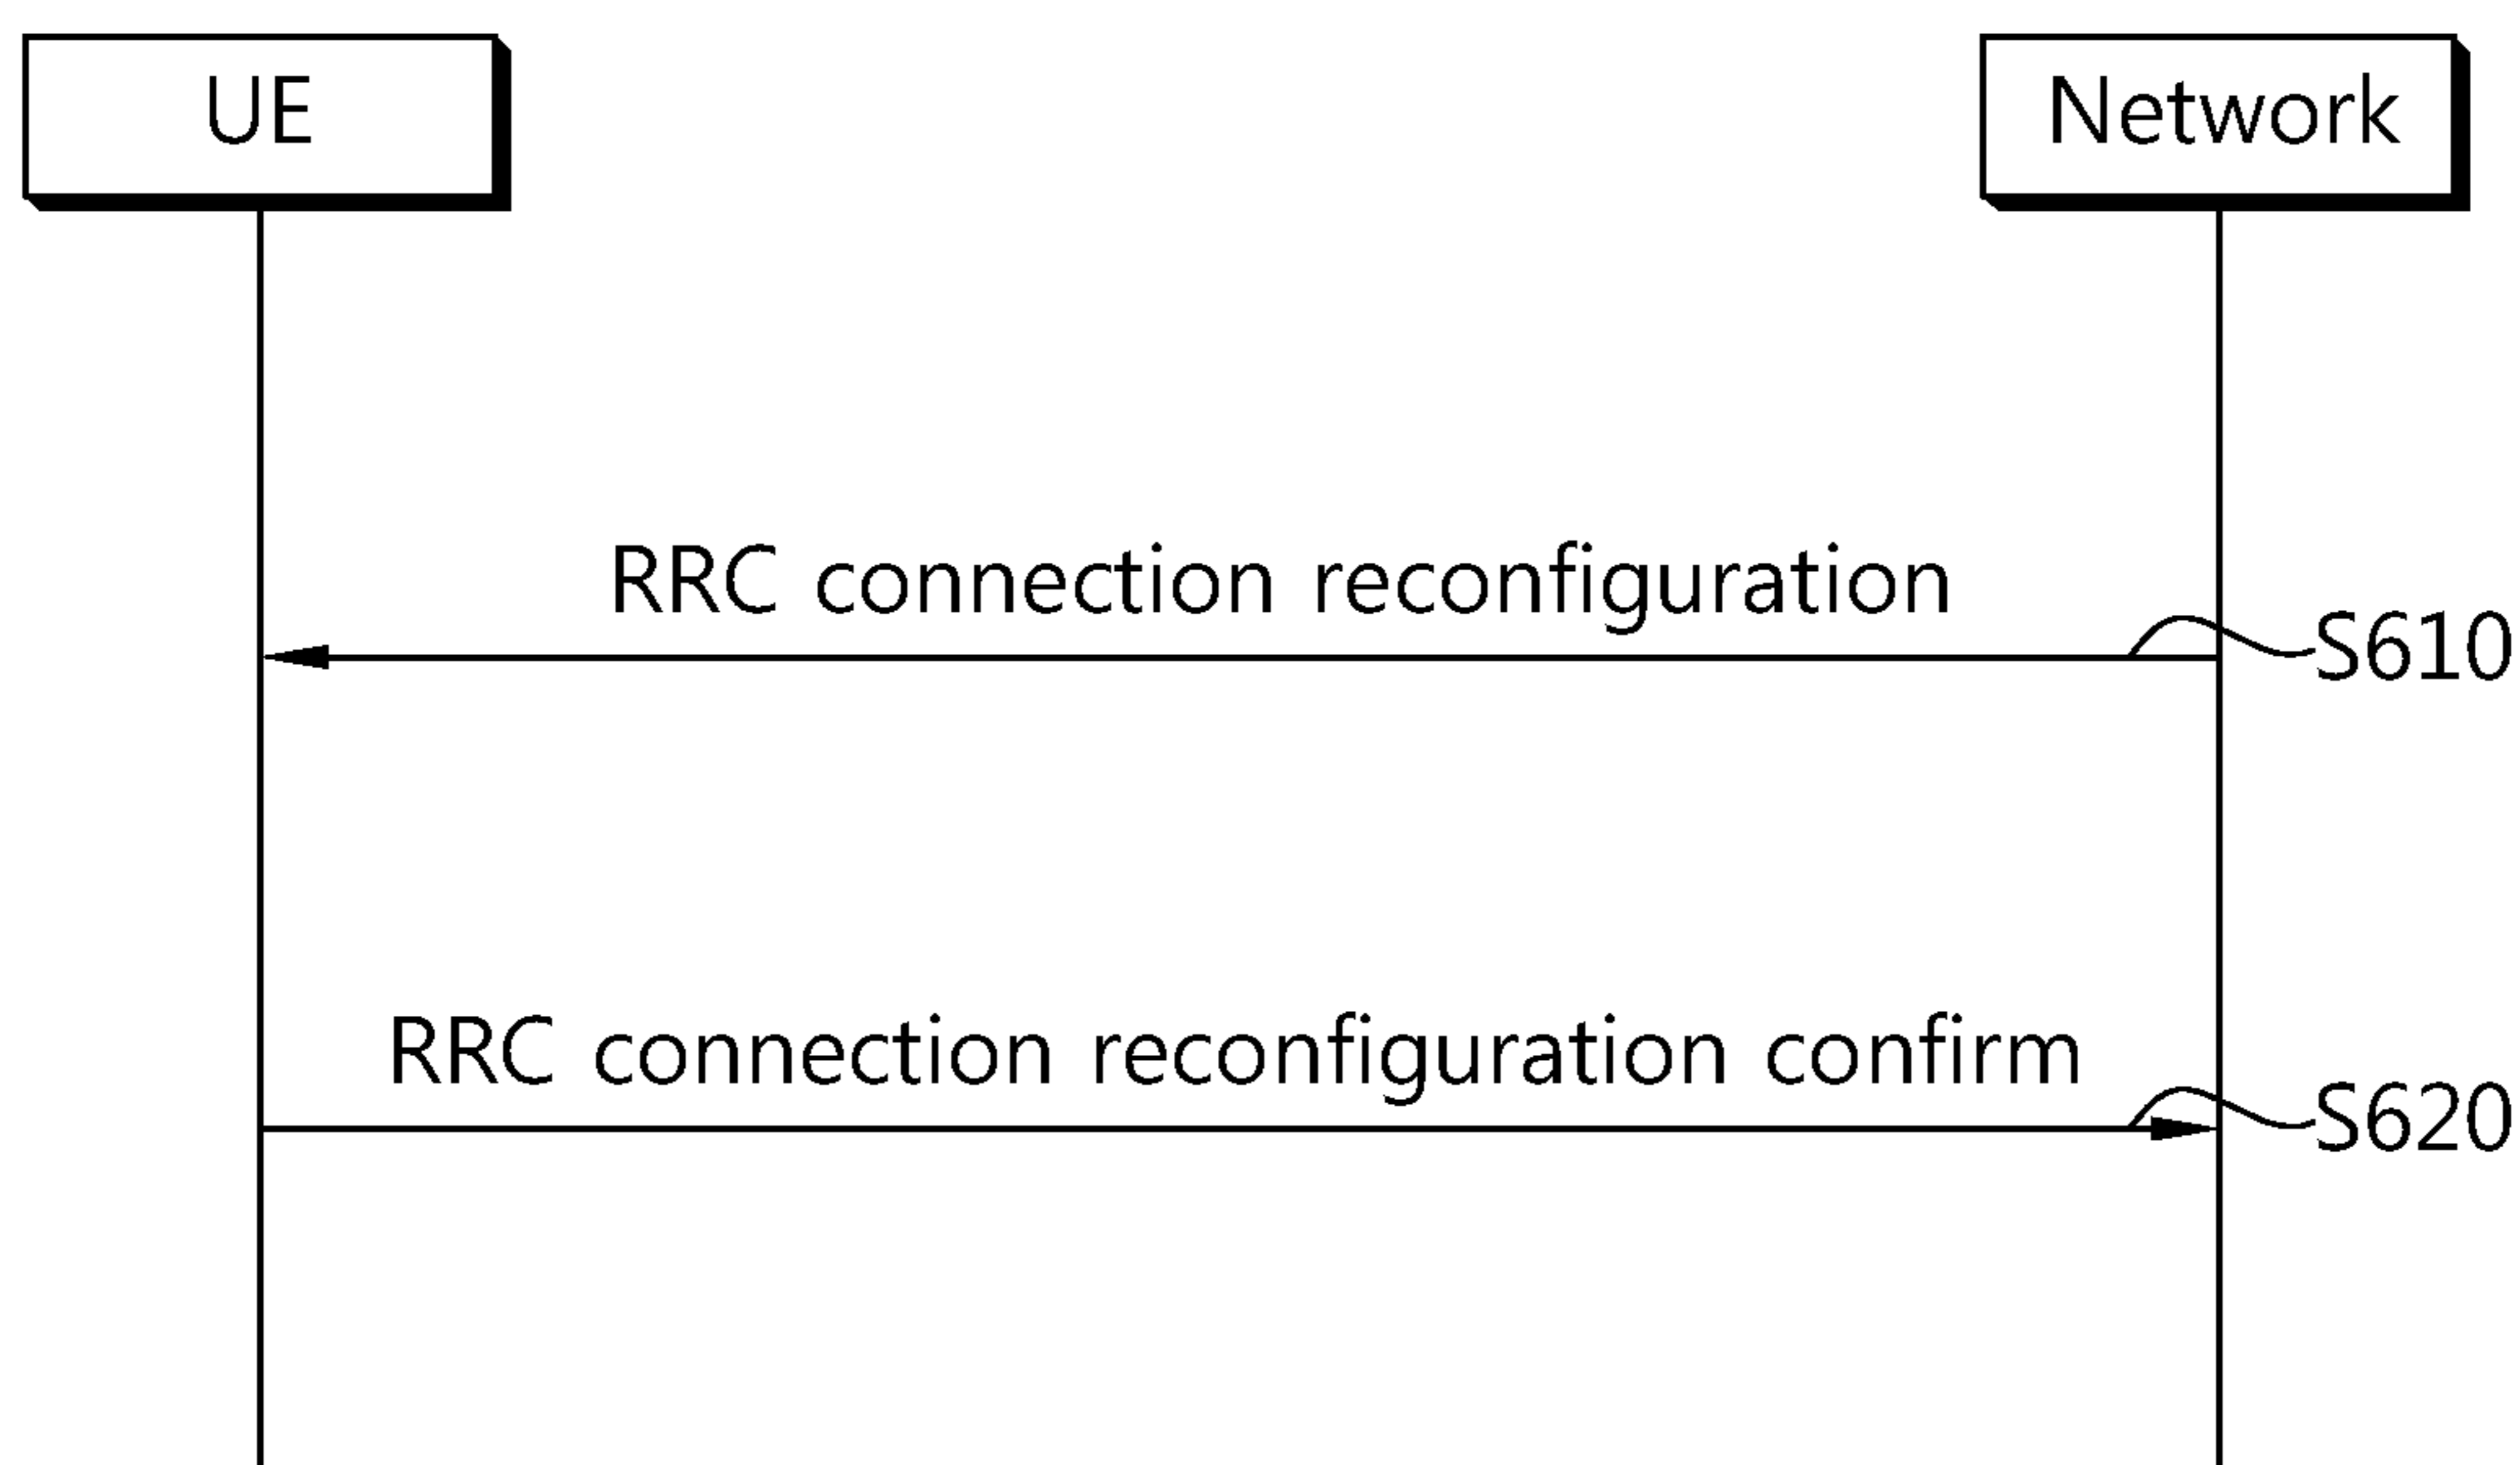 UE
Network
RRC connection reconfiguration
S610
RRC connection reconfiguration confirm
S620